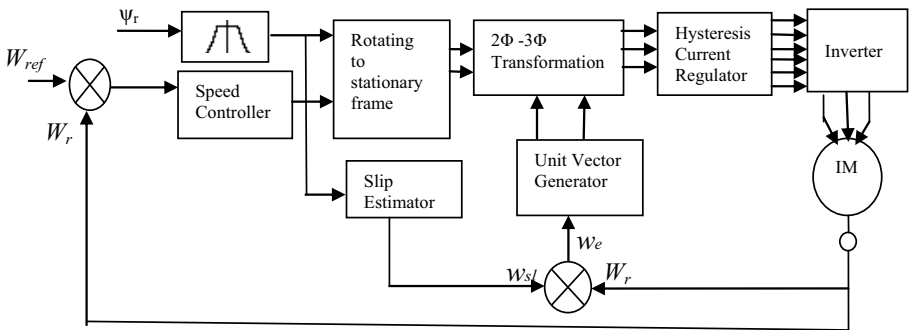 ψr
Wref
Wr
Speed
Controller
Rotating
to
stationary
frame
2Φ -3Φ
Transformation
Hysteresis
Current
Regulator
Inverter
IM
Slip
Estimator
Unit Vector
Generator
we
wsl
Wr